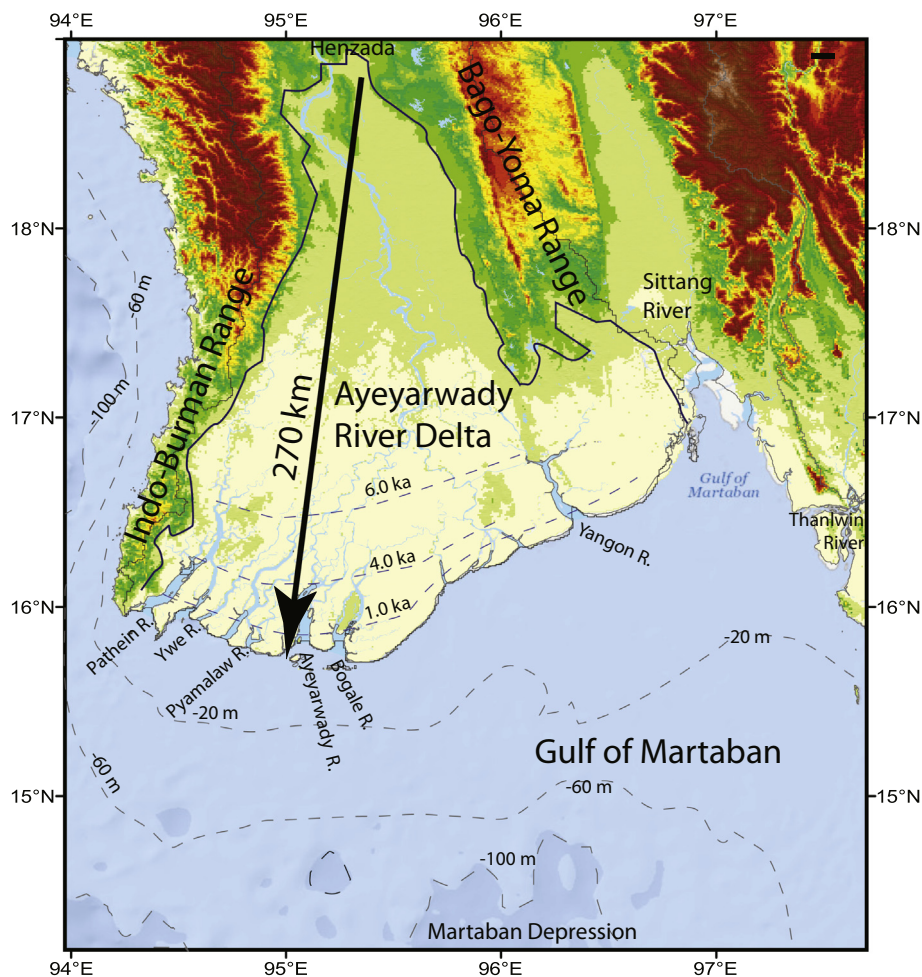 94°E
95°E
96°E
97°E
Henzada
Bago-Yoma Range
18°N
18°N
-60 m
Sittang
River
Indo-Burman Range
-100 m
270 km
Ayeyarwady
River Delta
17°N
17°N
Gulf of
Martaban
6.0 ka
Thanlwin
River
Yangon R.
4.0 ka
1.0 ka
16°N
16°N
Pathein R.
Ywe R.
Pyamalaw R.
Ayeyarwady R.
Bogale R.
-20 m
-20 m
Gulf of Martaban
-60 m
-60 m
15°N
15°N
-100 m
Martaban Depression
94°E
95°E
96°E
97°E